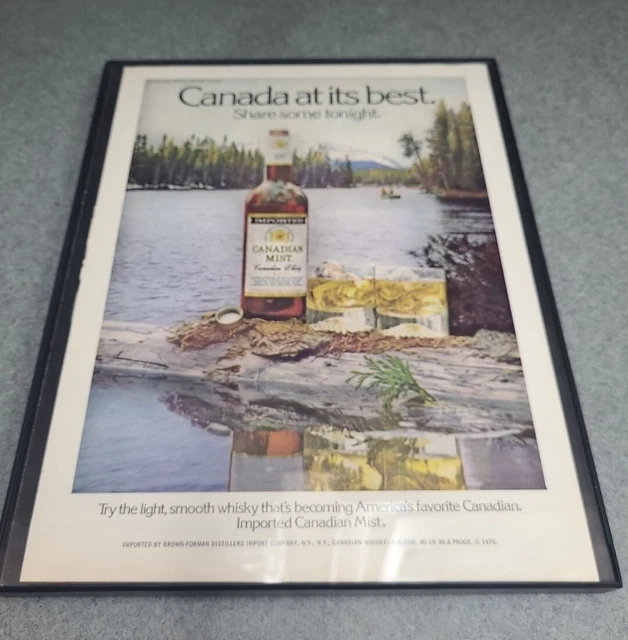 Canada at its best.
Share some tonight.
IMPORTED
CANADIAN
MIST.
Canadian Whisky
Try the light, smooth whisky that's becoming America's favorite Canadian.
Imported Canadian Mist.
IMPORTED BY BROWN-FORMAN DISTILLERS IMPORT COMPANY, N.Y., N.Y., CANADIAN WHISKY—A BLEND, 80 OR 86.8 PROOF, © 1976.